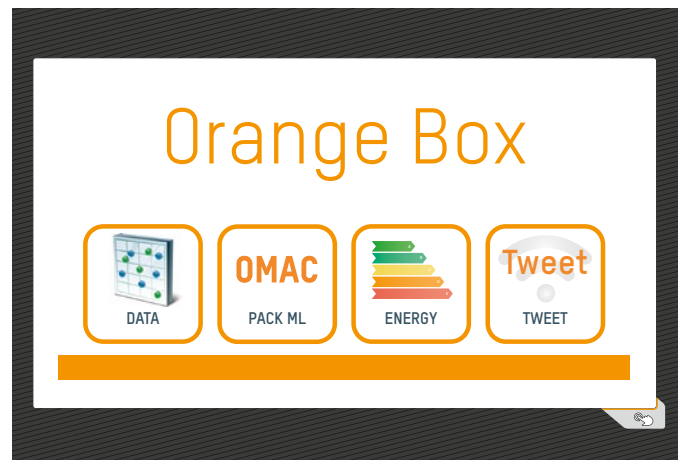 Orange Box
OMAC
Tweet
DATA
PACK ML
ENERGY
TWEET